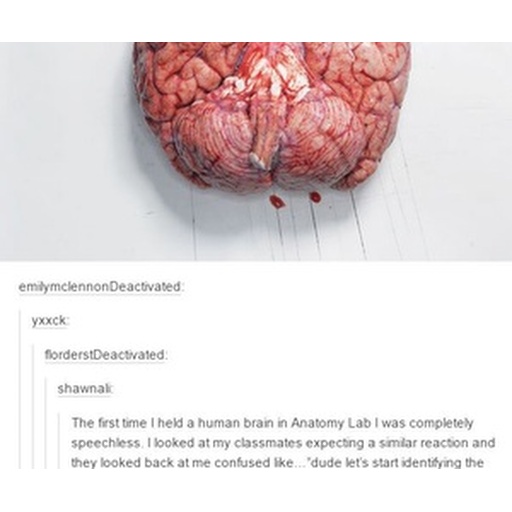 emilymclennonDeactivated:
yxxck:
florderstDeactivated:
shawnali:
The first time I held a human brain in Anatomy Lab I was completely
speechless. I looked at my classmates expecting a similar reaction and
they looked back at me confused like…"dude let's start identifying the